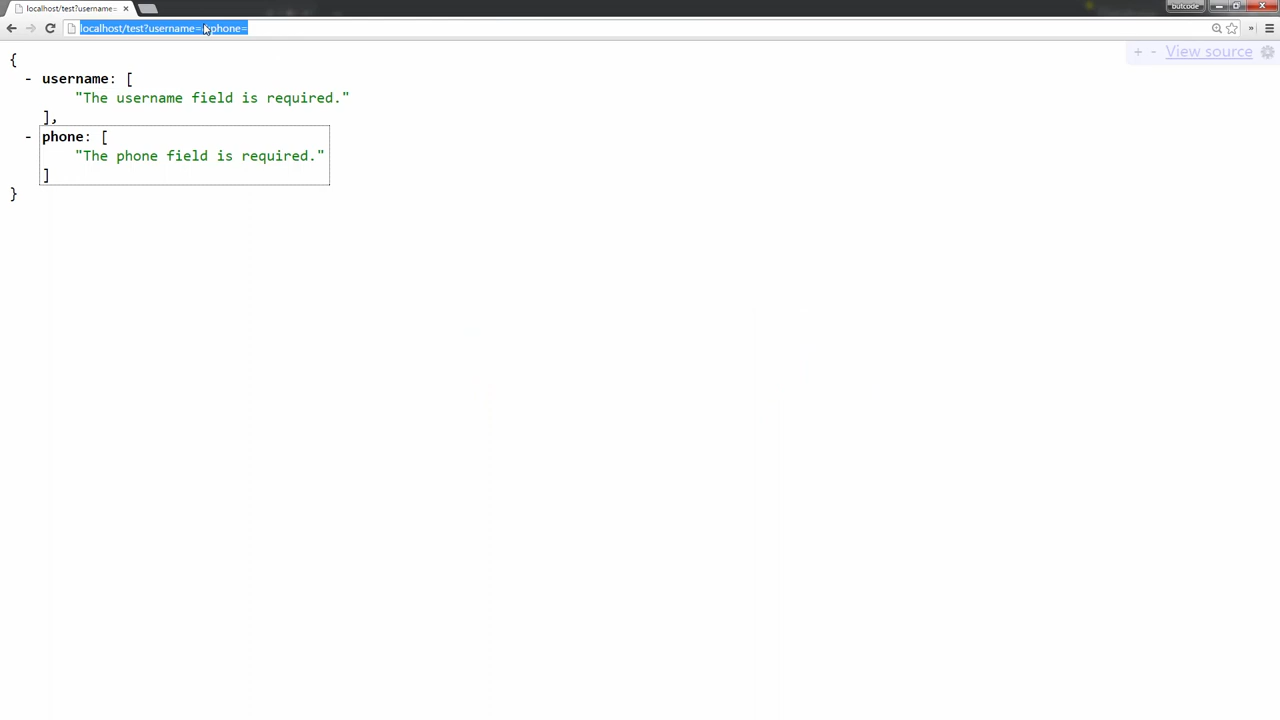 localhost/test?username=
butcode
localhost/test?username=&phone=
»
+ - View source
{
- username: [
"The username field is required."
],
- phone: [
"The phone field is required."
]
}